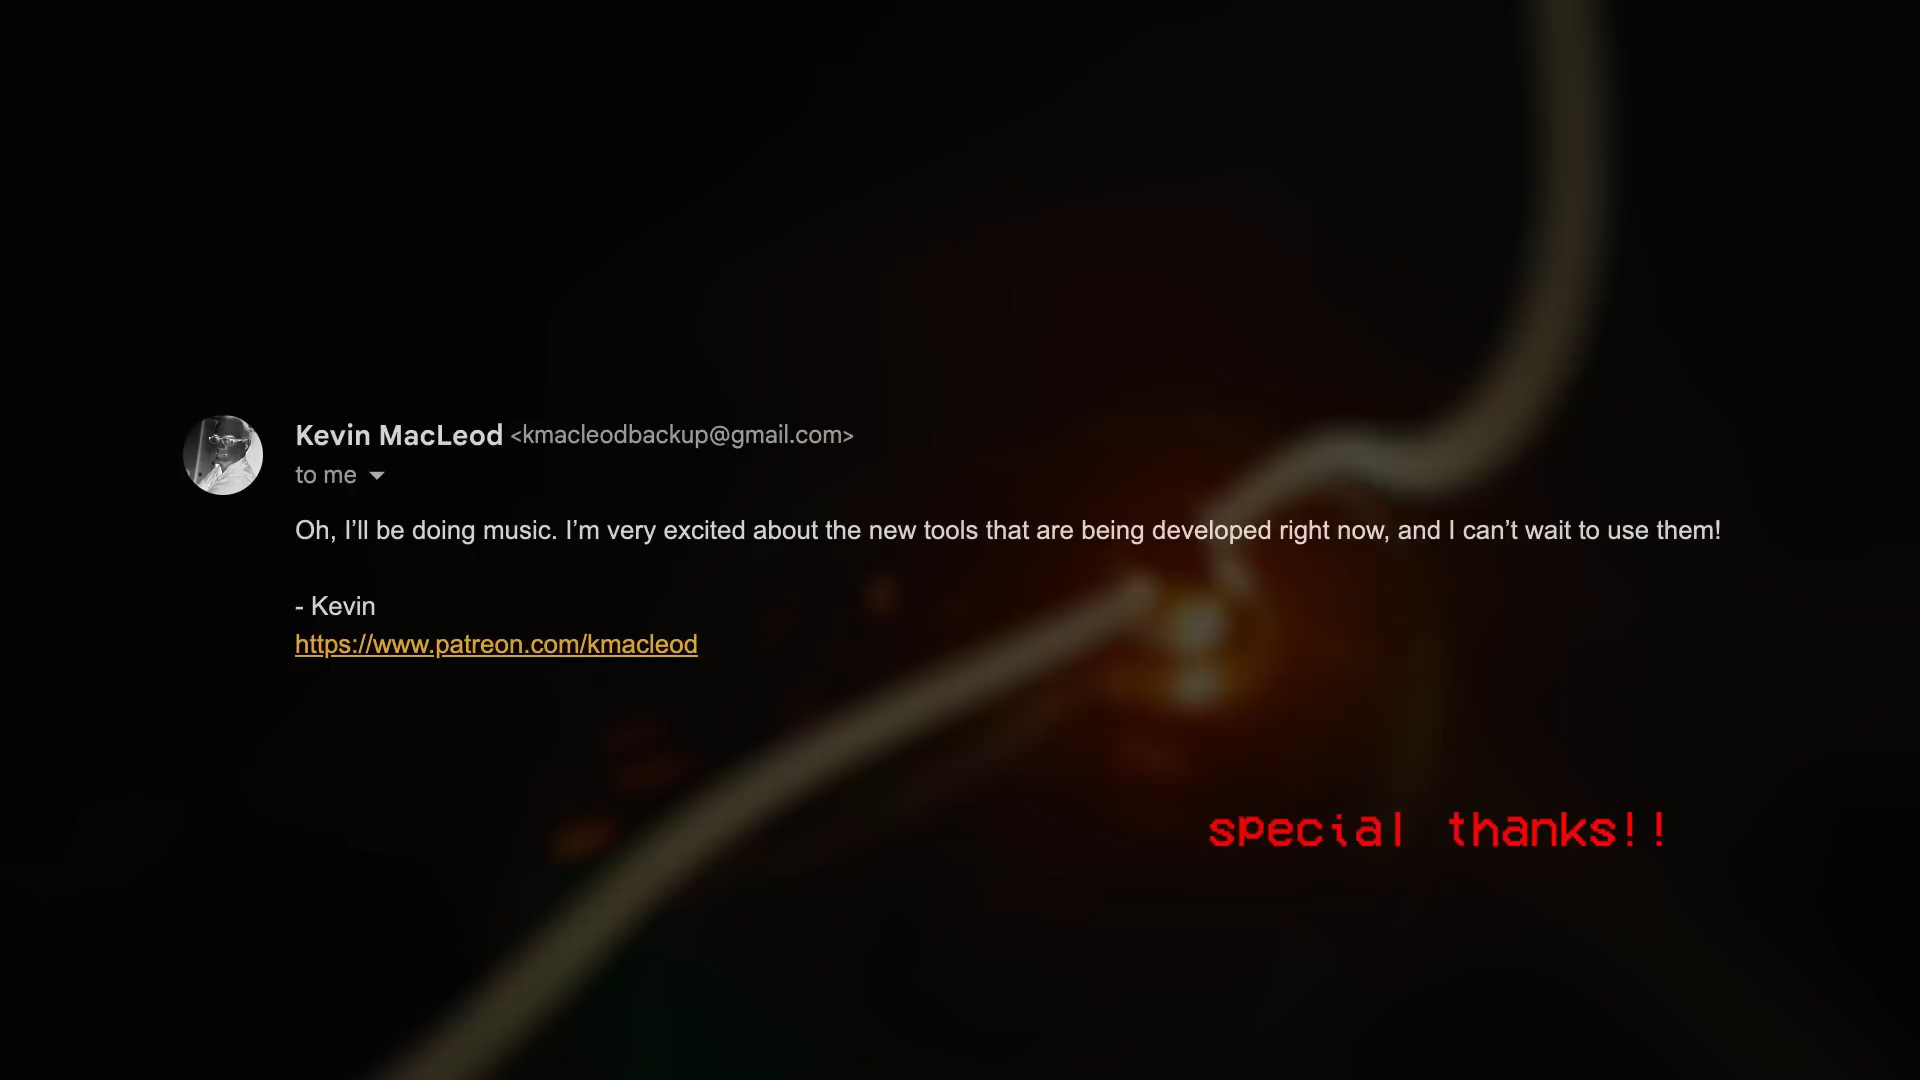 Kevin MacLeod <kmacleodbackup@gmail.com>
to me
Oh, I’ll be doing music. I’m very excited about the new tools that are being developed right now, and I can’t wait to use them!
- Kevin
https://www.patreon.com/kmacleod
special thanks!!